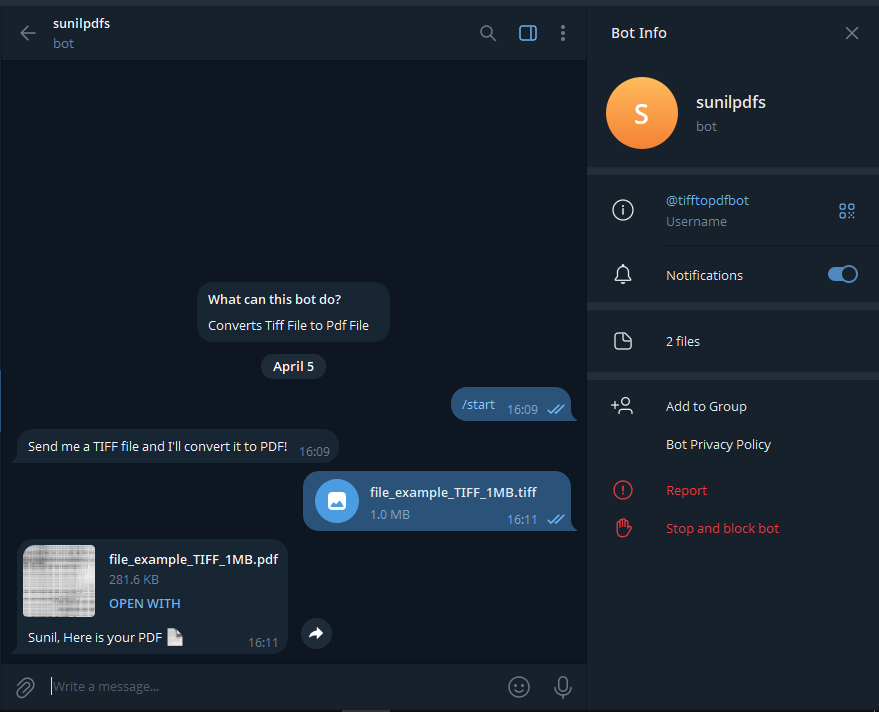 sunilpdfs
bot
What can this bot do?
Converts Tiff File to Pdf File
April 5
/start 16:09
Send me a TIFF file and I'll convert it to PDF! 16:09
file_example_TIFF_1MB.tiff
1.0 MB
16:11
file_example_TIFF_1MB.pdf
281.6 KB
OPEN WITH
Sunil, Here is your PDF
16:11
Write a message...
Bot Info
S
sunilpdfs
bot
@tifftopdfbot
Username
Notifications
2 files
Add to Group
Bot Privacy Policy
Report
Stop and block bot